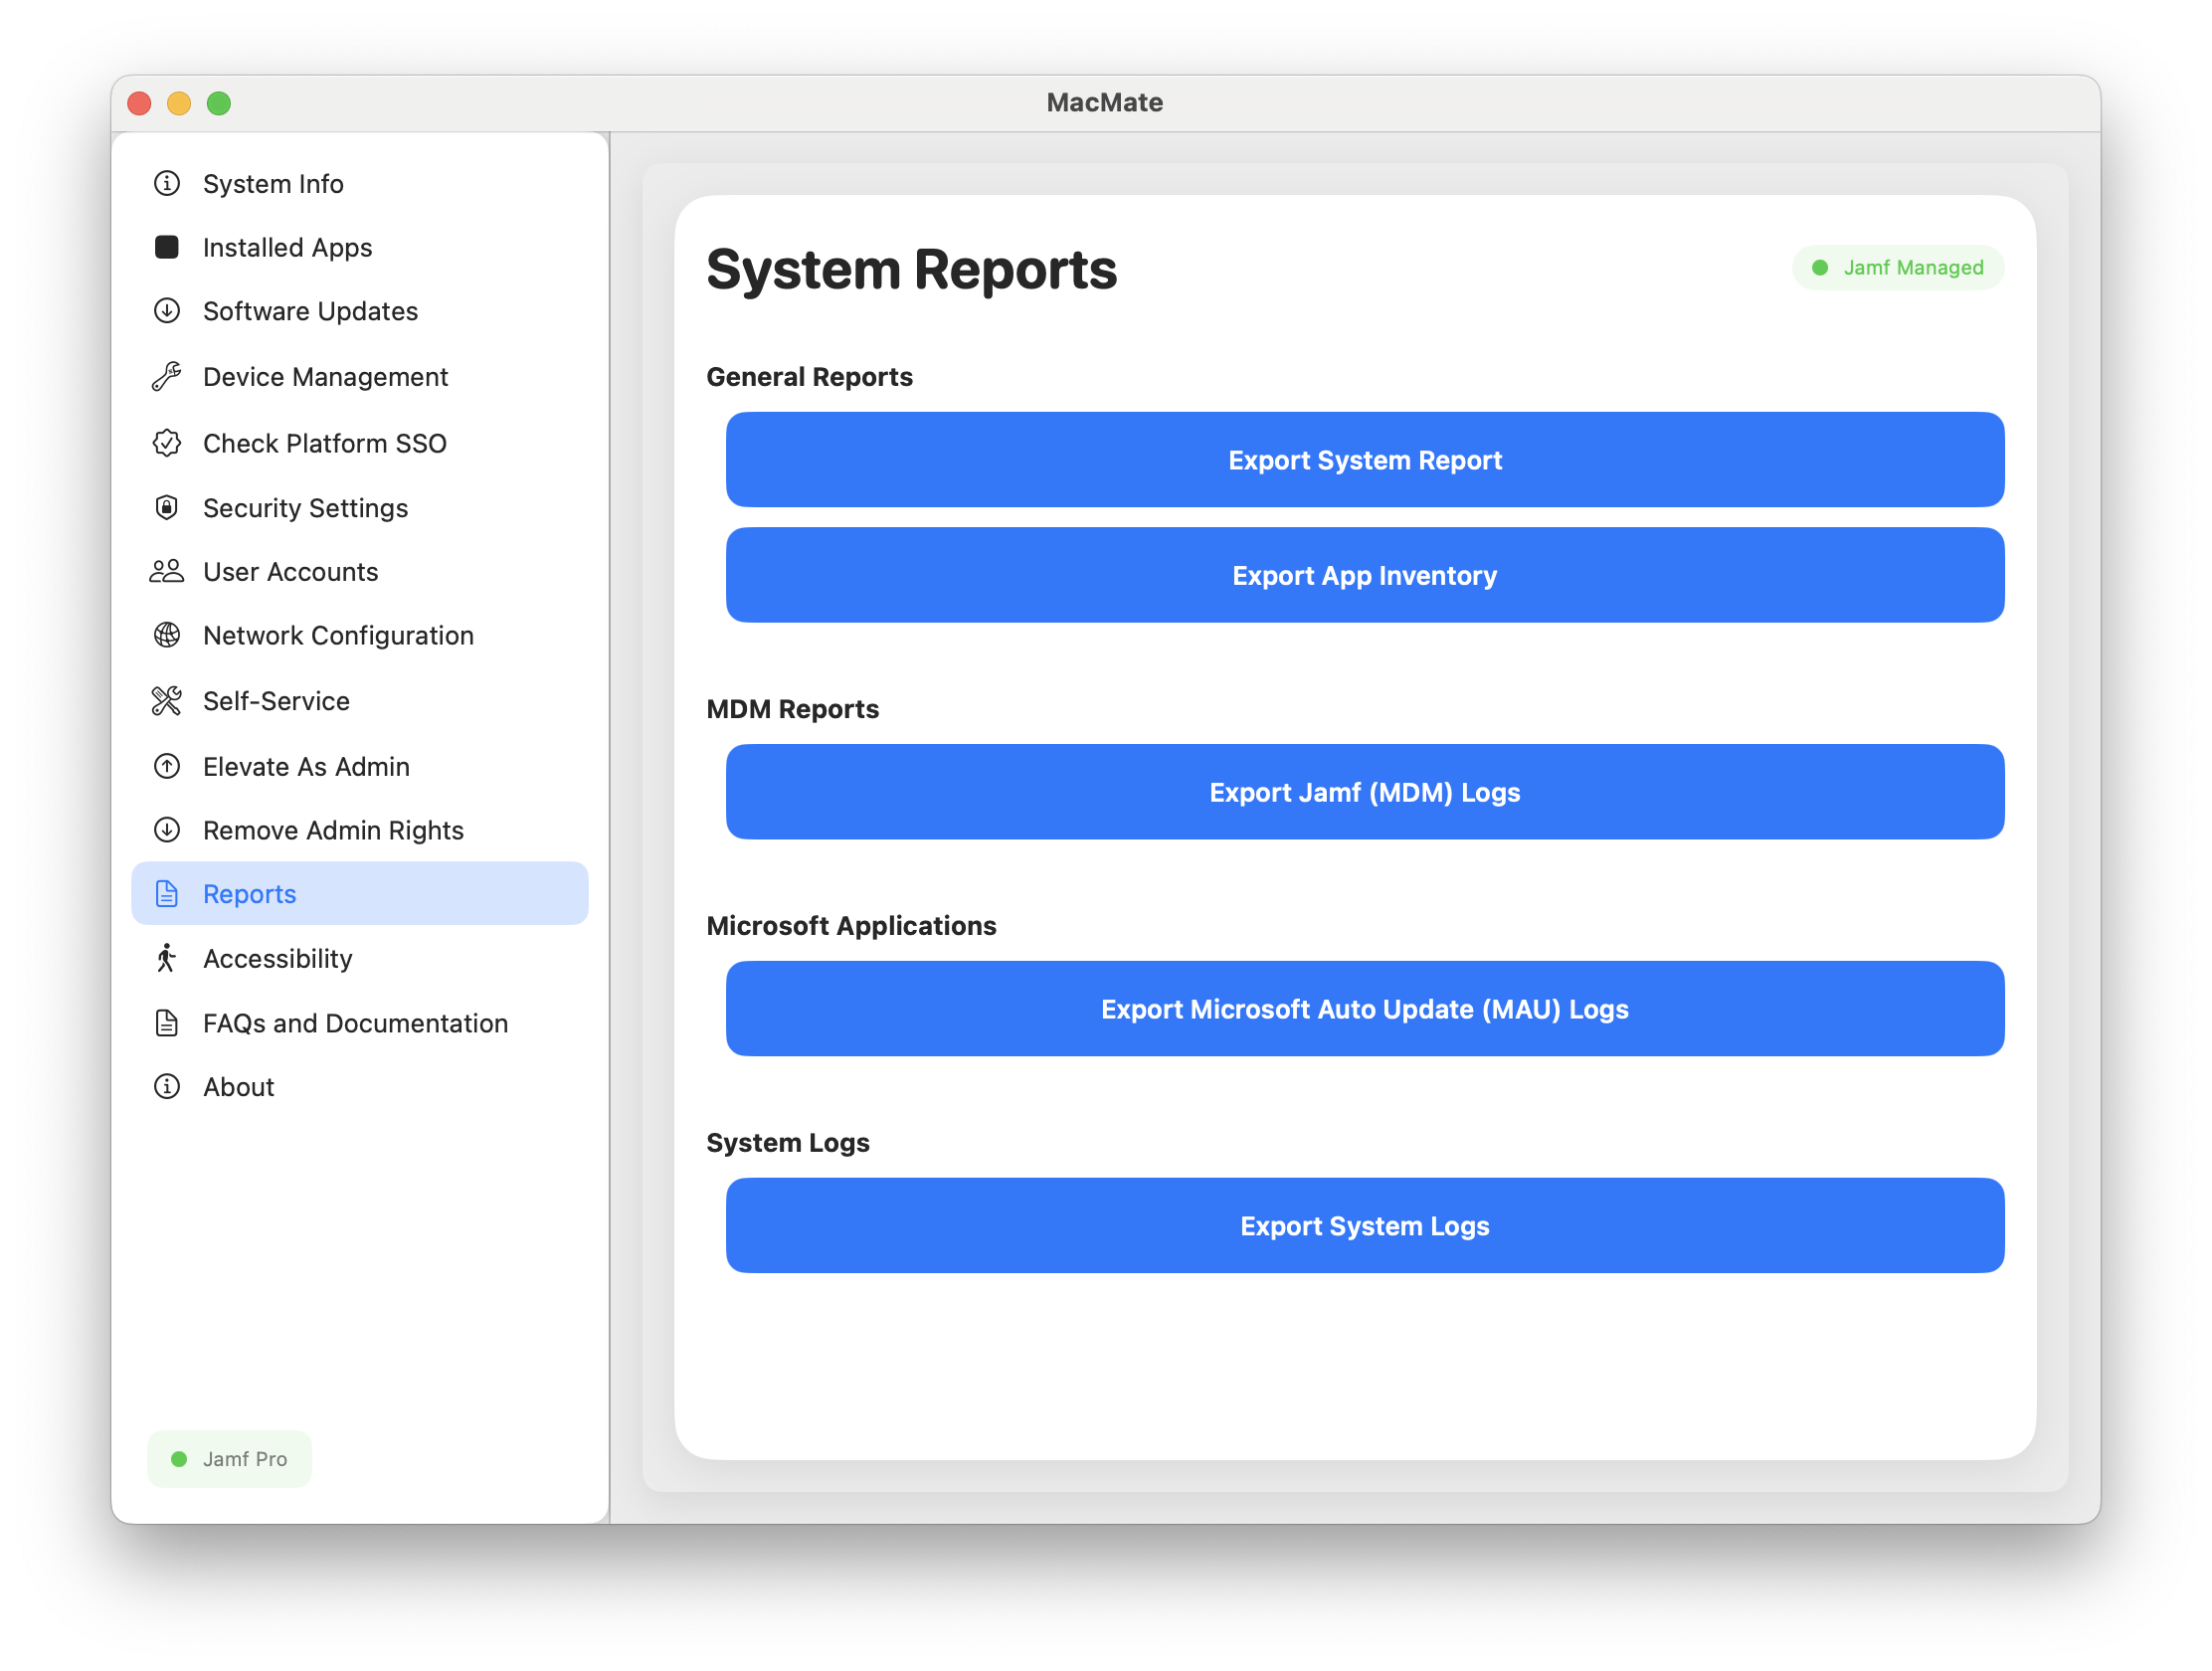 MacMate
System Info
Installed Apps
Software Updates
Device Management
Check Platform SSO
Security Settings
User Accounts
Network Configuration
Self-Service
Elevate As Admin
Remove Admin Rights
Reports
Accessibility
FAQs and Documentation
About
Jamf Pro
System Reports
Jamf Managed
General Reports
Export System Report
Export App Inventory
MDM Reports
Export Jamf (MDM) Logs
Microsoft Applications
Export Microsoft Auto Update (MAU) Logs
System Logs
Export System Logs